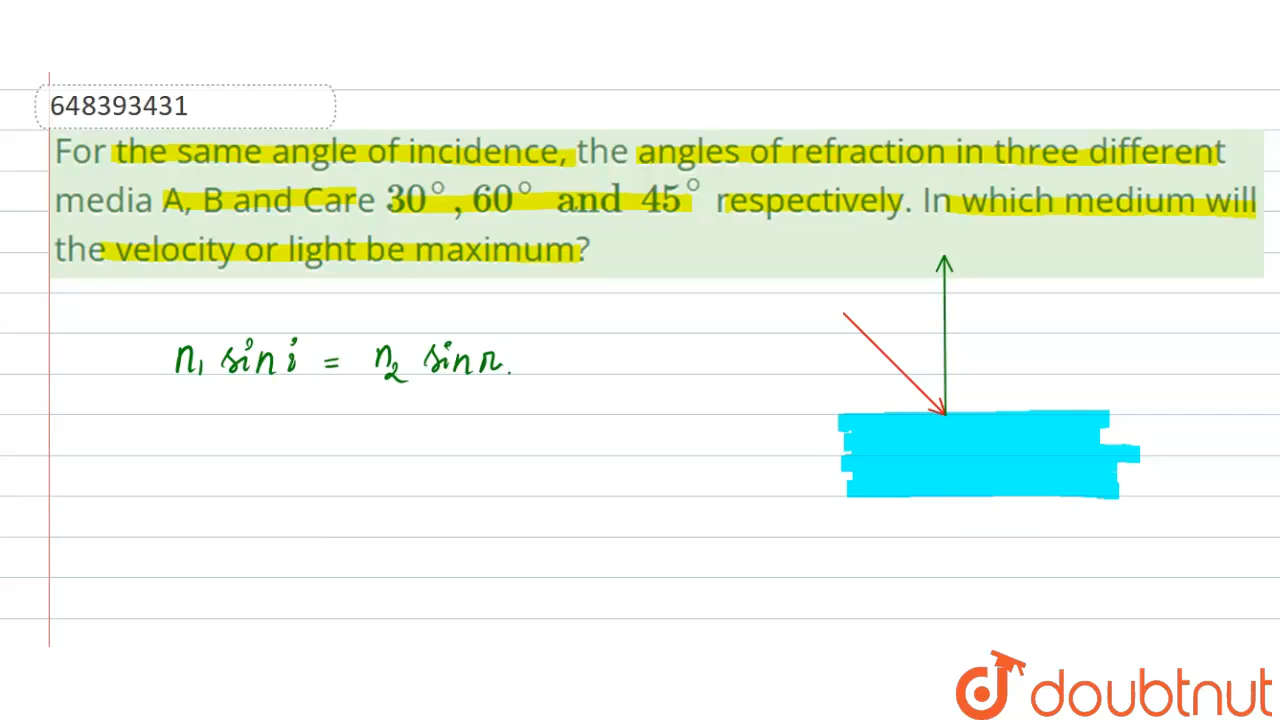 648393431
For the same angle of incidence, the angles of refraction in three different
media A, B and Care 30° , 60° and 45° respectively. In which medium will
the velocity or light be maximum?
n₁ sin i = n₂ sin r.
doubtnut